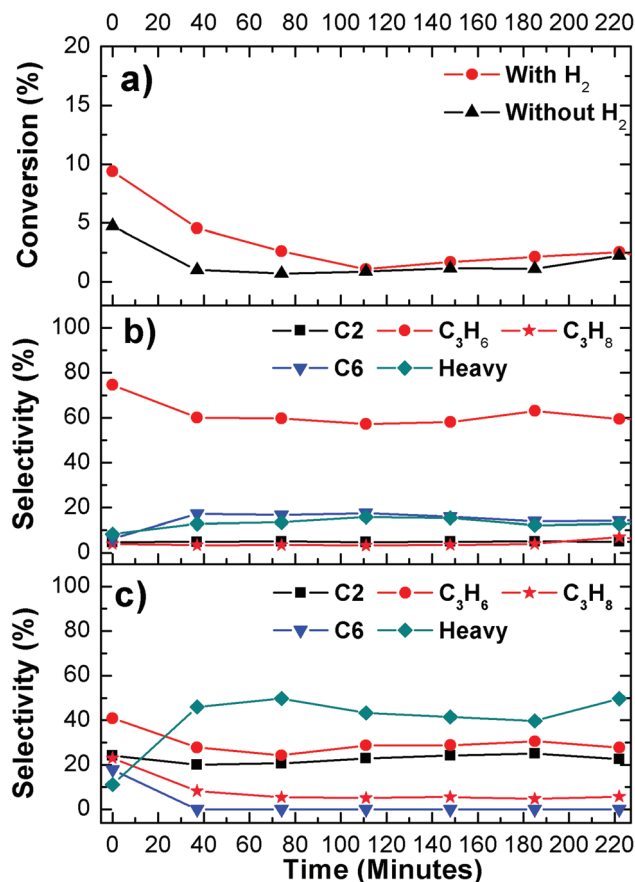 0 20 40 60 80 100 120 140 160 180 200 220
20
15
10
5
0
Conversion (%)
a)
With H₂
Without H₂
100
80
60
40
20
0
Selectivity (%)
b)
C2 C₃H₆ C₃H₈
C6 Heavy
100
80
60
40
20
0
Selectivity (%)
c)
C2 C₃H₆ C₃H₈
C6 Heavy
0 20 40 60 80 100 120 140 160 180 200 220
Time (Minutes)